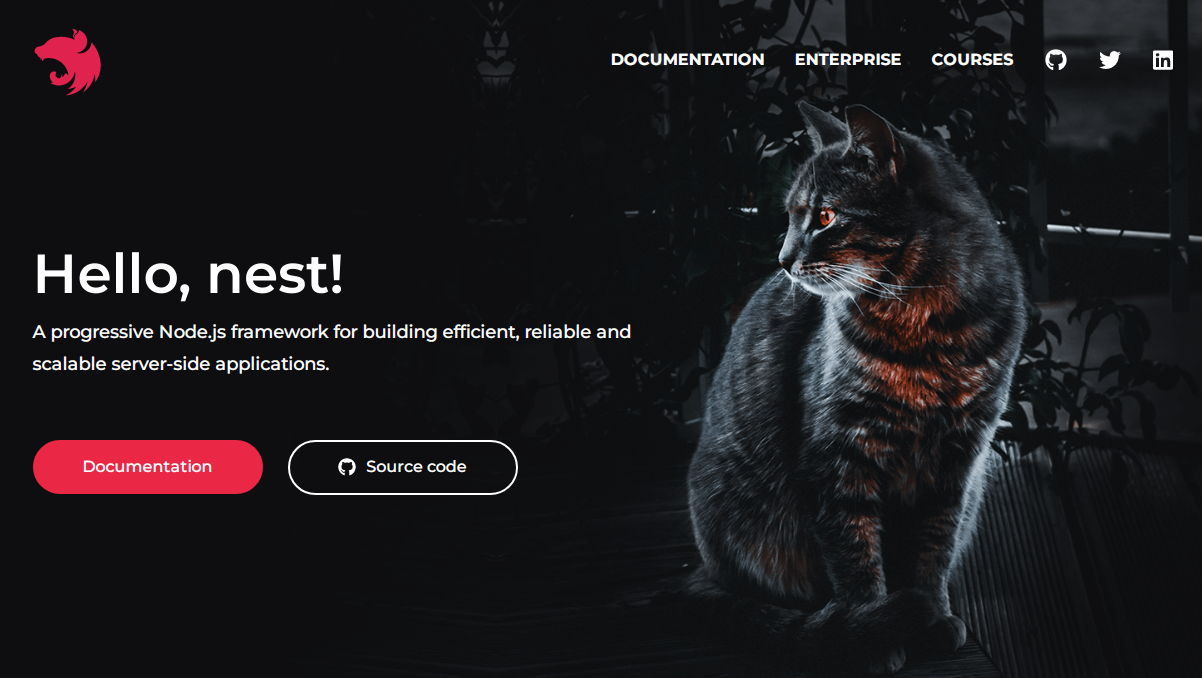 DOCUMENTATION ENTERPRISE COURSES
Hello, nest!
A progressive Node.js framework for building efficient, reliable and
scalable server-side applications.
Documentation Source code